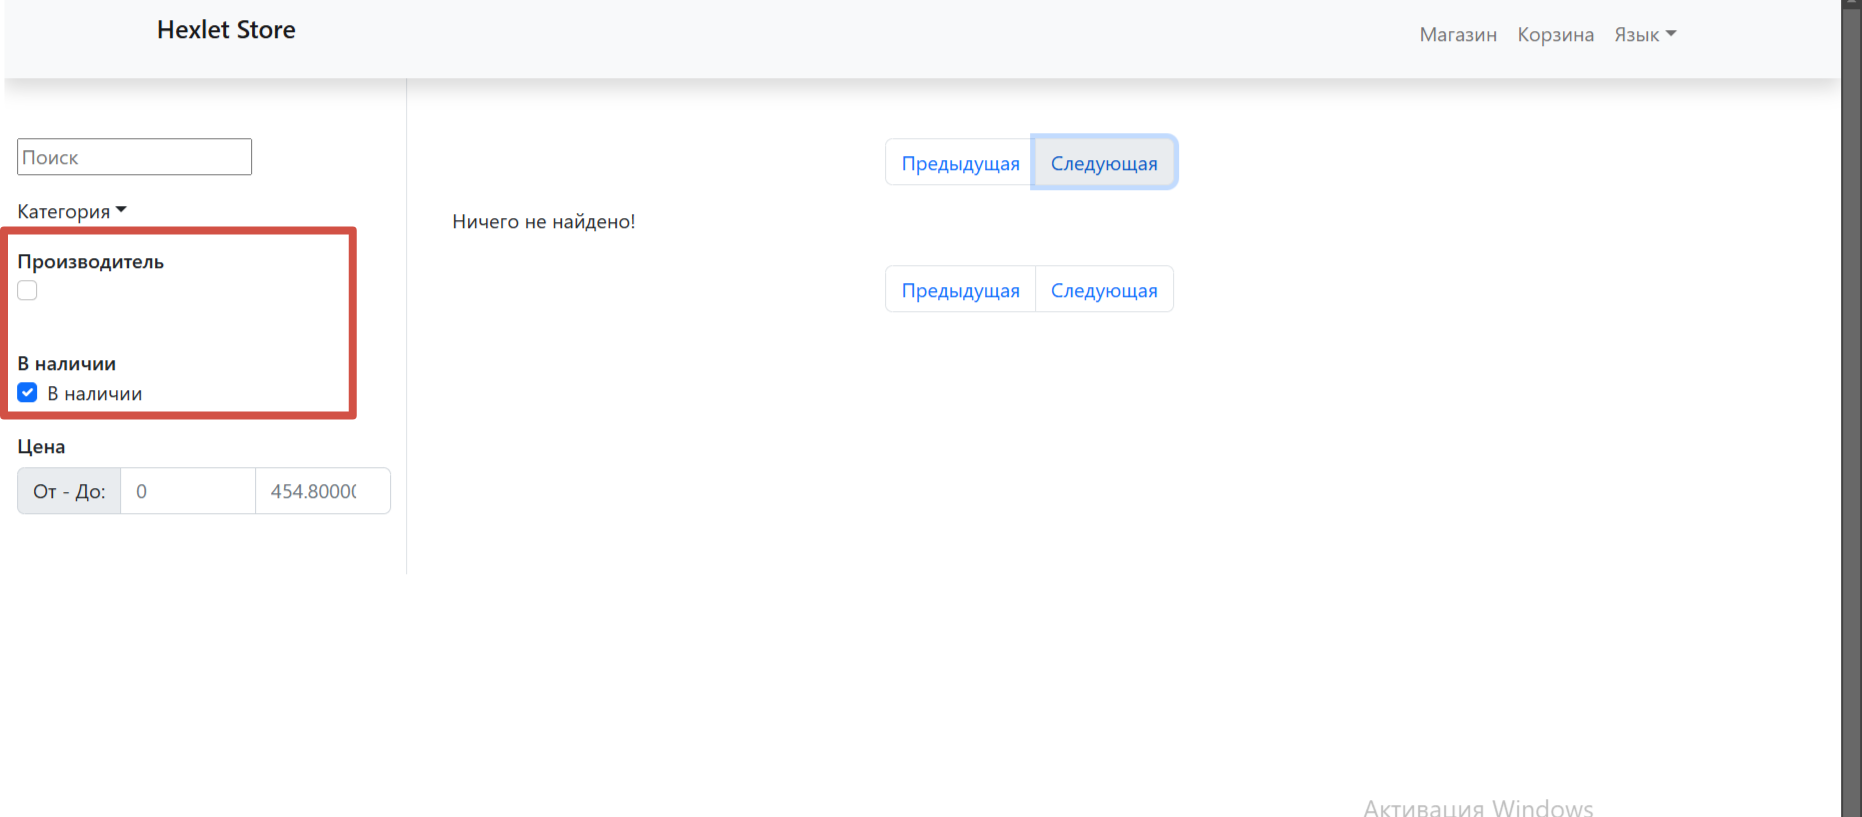 Hexlet Store
Магазин Корзина Язык
Поиск
Категория
Производитель
В наличии
В наличии
Цена
От - До: 0 454.8000
Предыдущая Следующая
Ничего не найдено!
Предыдущая Следующая
Активация Windows